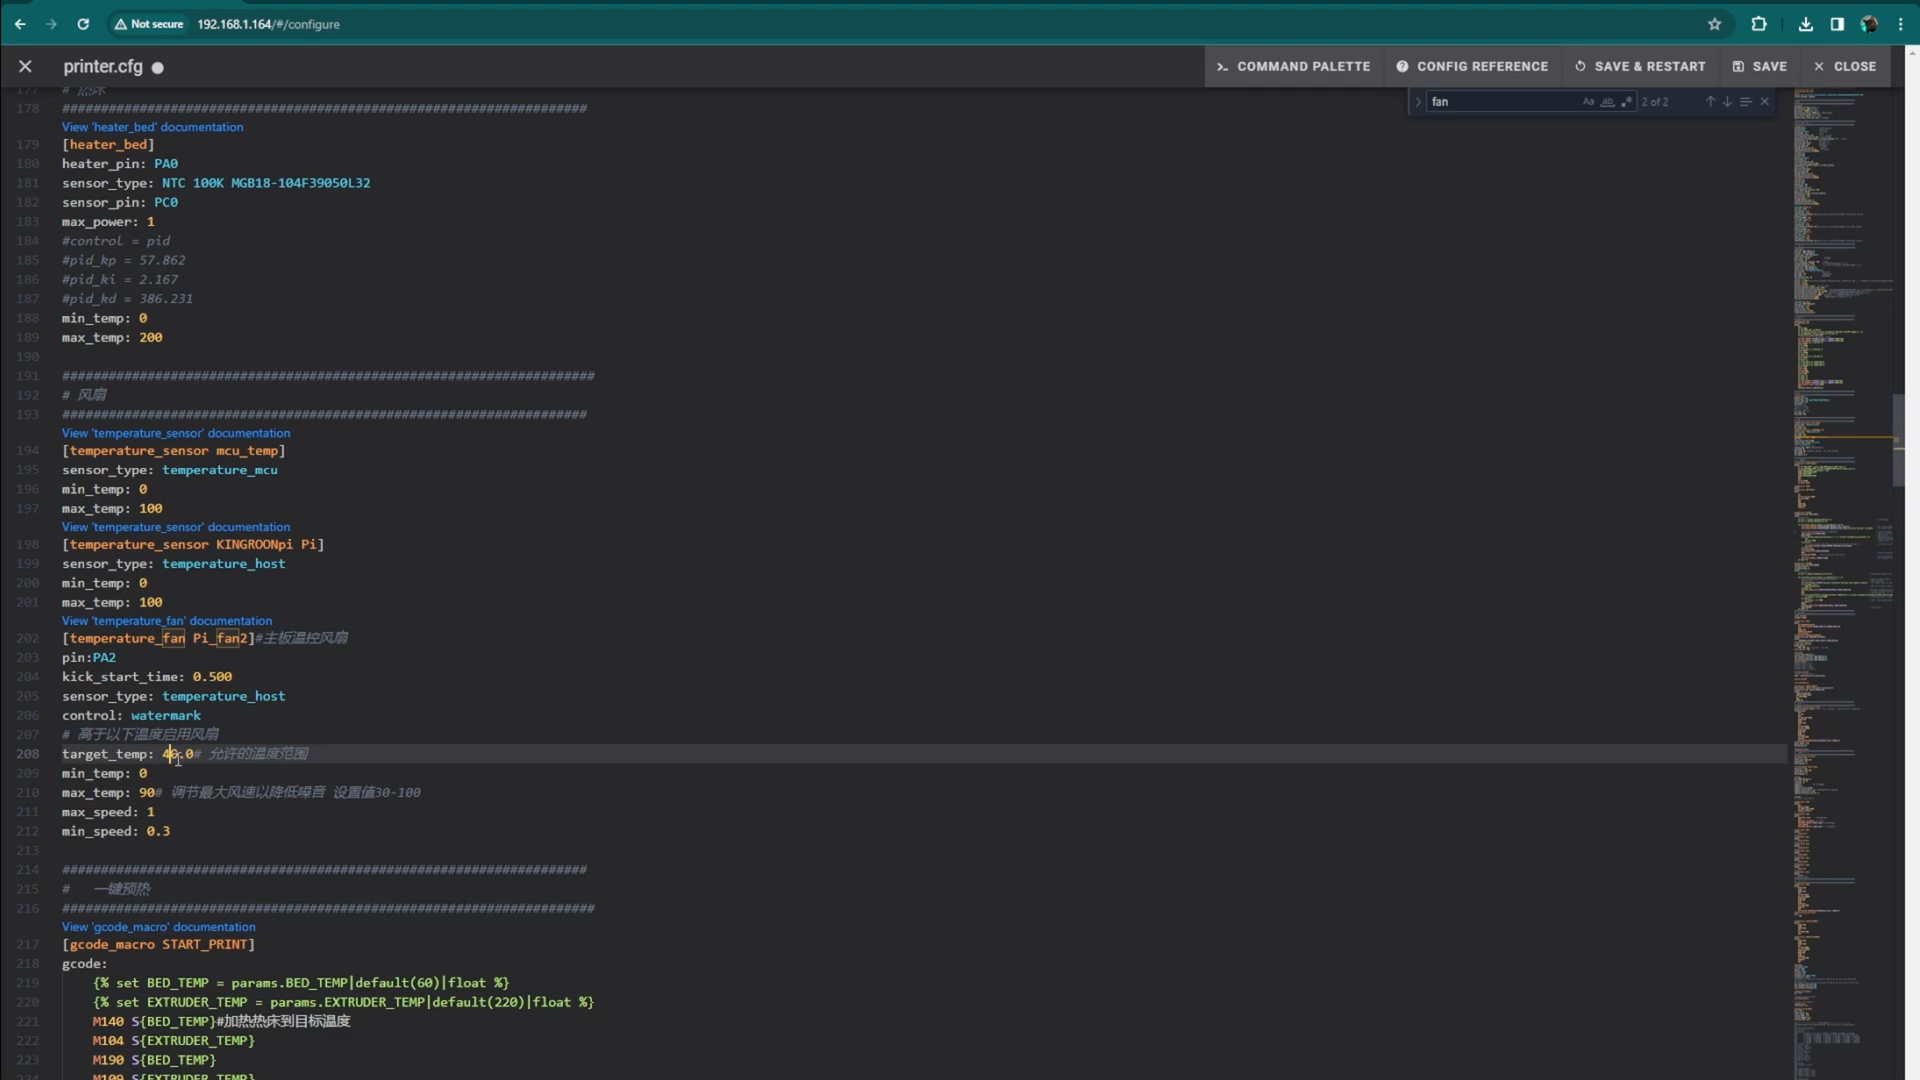 Not secure 192.168.1.164/#/configure
printer.cfg
COMMAND PALETTE
CONFIG REFERENCE
SAVE & RESTART
SAVE
CLOSE
fan
Aa
ab
2 of 2
177 # 热床
178 ####################################################################
View 'heater_bed' documentation
179 [heater_bed]
180 heater_pin: PA0
181 sensor_type: NTC 100K MGB18-104F39050L32
182 sensor_pin: PC0
183 max_power: 1
184 #control = pid
185 #pid_kp = 57.862
186 #pid_ki = 2.167
187 #pid_kd = 386.231
188 min_temp: 0
189 max_temp: 200
190
191 #####################################################################
192 # 风扇
193 ####################################################################
View 'temperature_sensor' documentation
194 [temperature_sensor mcu_temp]
195 sensor_type: temperature_mcu
196 min_temp: 0
197 max_temp: 100
View 'temperature_sensor' documentation
198 [temperature_sensor KINGROONpi Pi]
199 sensor_type: temperature_host
200 min_temp: 0
201 max_temp: 100
View 'temperature_fan' documentation
202 [temperature_fan Pi_fan2]#主板温控风扇
203 pin:PA2
204 kick_start_time: 0.500
205 sensor_type: temperature_host
206 control: watermark
207 # 高于以下温度启用风扇
208 target_temp: 40.0# 允许的温度范围
209 min_temp: 0
210 max_temp: 90# 调节最大风速以降低噪音 设置值30-100
211 max_speed: 1
212 min_speed: 0.3
213
214 ####################################################################
215 # 一键预热
216 #####################################################################
View 'gcode_macro' documentation
217 [gcode_macro START_PRINT]
218 gcode:
219 {% set BED_TEMP = params.BED_TEMP|default(60)|float %}
220 {% set EXTRUDER_TEMP = params.EXTRUDER_TEMP|default(220)|float %}
221 M140 S{BED_TEMP}#加热热床到目标温度
222 M104 S{EXTRUDER_TEMP}
223 M190 S{BED_TEMP}
224 M109 S{EXTRUDER_TEMP}